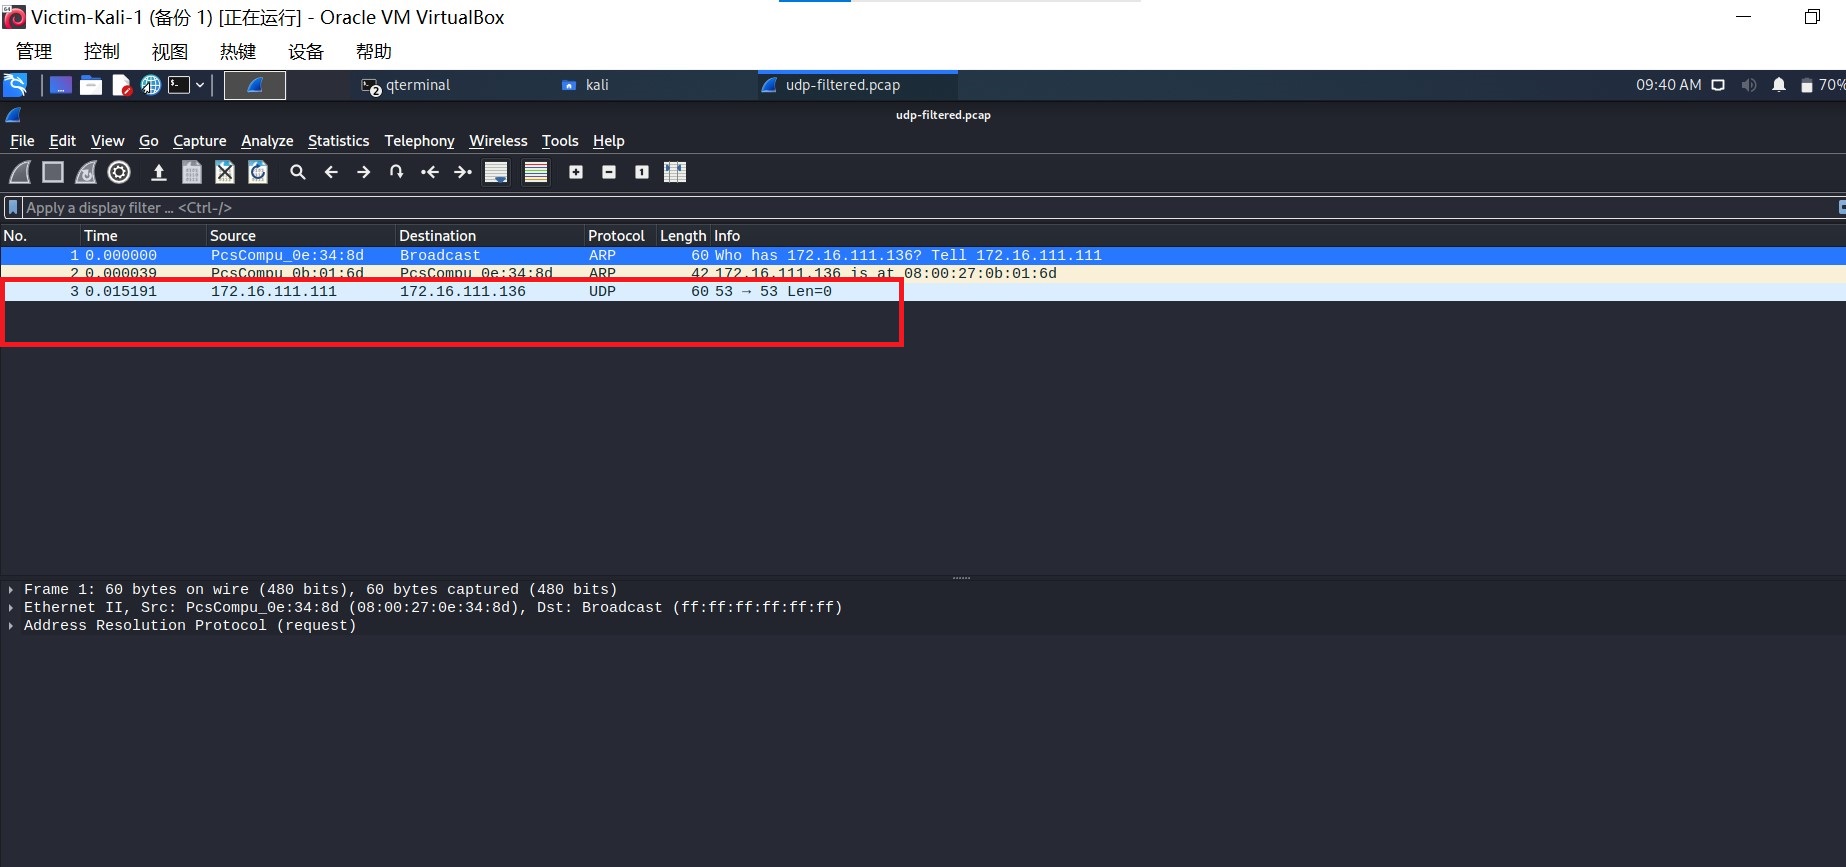 Victim-Kali-1 (备份 1) [正在运行] - Oracle VM VirtualBox
管理 控制 视图 热键 设备 帮助
2 qterminal kali udp-filtered.pcap 09:40 AM 70%
udp-filtered.pcap
File Edit View Go Capture Analyze Statistics Telephony Wireless Tools Help
Apply a display filter ... <Ctrl-/>
No. Time Source Destination Protocol Length Info
1 0.000000 PcsCompu_0e:34:8d Broadcast ARP 60 Who has 172.16.111.136? Tell 172.16.111.111
2 0.000039 PcsCompu_0b:01:6d PcsCompu_0e:34:8d ARP 42 172.16.111.136 is at 08:00:27:0b:01:6d
3 0.015191 172.16.111.111 172.16.111.136 UDP 60 53 → 53 Len=0
Frame 1: 60 bytes on wire (480 bits), 60 bytes captured (480 bits)
Ethernet II, Src: PcsCompu_0e:34:8d (08:00:27:0e:34:8d), Dst: Broadcast (ff:ff:ff:ff:ff:ff)
Address Resolution Protocol (request)